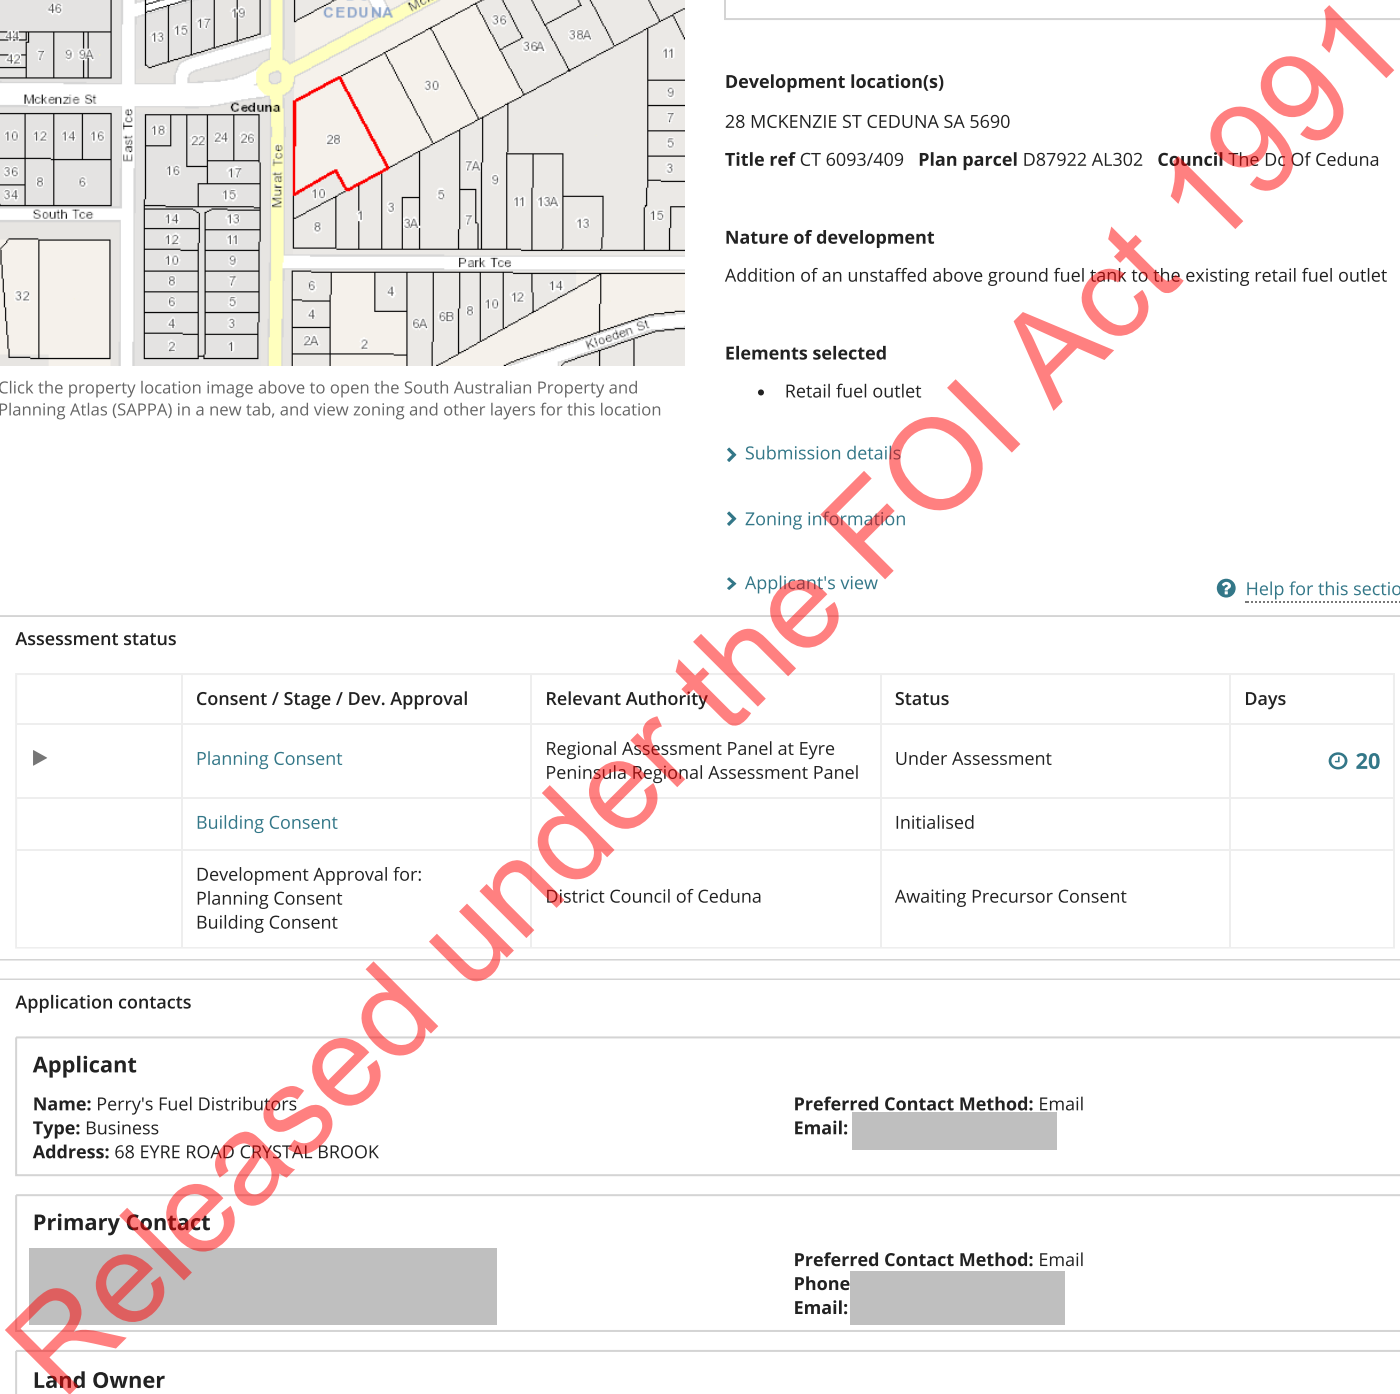 46
44
42
7
9
9A
13
15
17
19
CEDUNA
36
36A
38A
11
30
9
7
5
3
Mckenzie St
Ceduna
East Tce
Murat Tce
10
12
14
16
36
34
8
6
18
22
24
26
16
17
15
28
10
8
1
3
3A
5
7A
7
9
11
13A
13
15
South Tce
14
13
12
11
10
9
8
7
6
5
4
3
2
1
32
Park Tce
6
4
2A
4
2
6A
6B
8
10
12
14
Kloeden St
Click the property location image above to open the South Australian Property and
Planning Atlas (SAPPA) in a new tab, and view zoning and other layers for this location
Development location(s)
28 MCKENZIE ST CEDUNA SA 5690
Title ref CT 6093/409 Plan parcel D87922 AL302 Council The Dc Of Ceduna
Nature of development
Addition of an unstaffed above ground fuel tank to the existing retail fuel outlet
Elements selected
• Retail fuel outlet
Submission details
Zoning information
Applicant's view
Help for this sectio
Assessment status
Consent / Stage / Dev. Approval Relevant Authority Status Days
Planning Consent Regional Assessment Panel at Eyre Peninsula Regional Assessment Panel Under Assessment 20
Building Consent Initialised
Development Approval for:
Planning Consent
Building Consent
District Council of Ceduna Awaiting Precursor Consent
Application contacts
Applicant
Name: Perry's Fuel Distributors
Type: Business
Address: 68 EYRE ROAD CRYSTAL BROOK
Preferred Contact Method: Email
Email:
Primary Contact
Preferred Contact Method: Email
Phone
Email:
Land Owner
Released under the FOI Act 1991